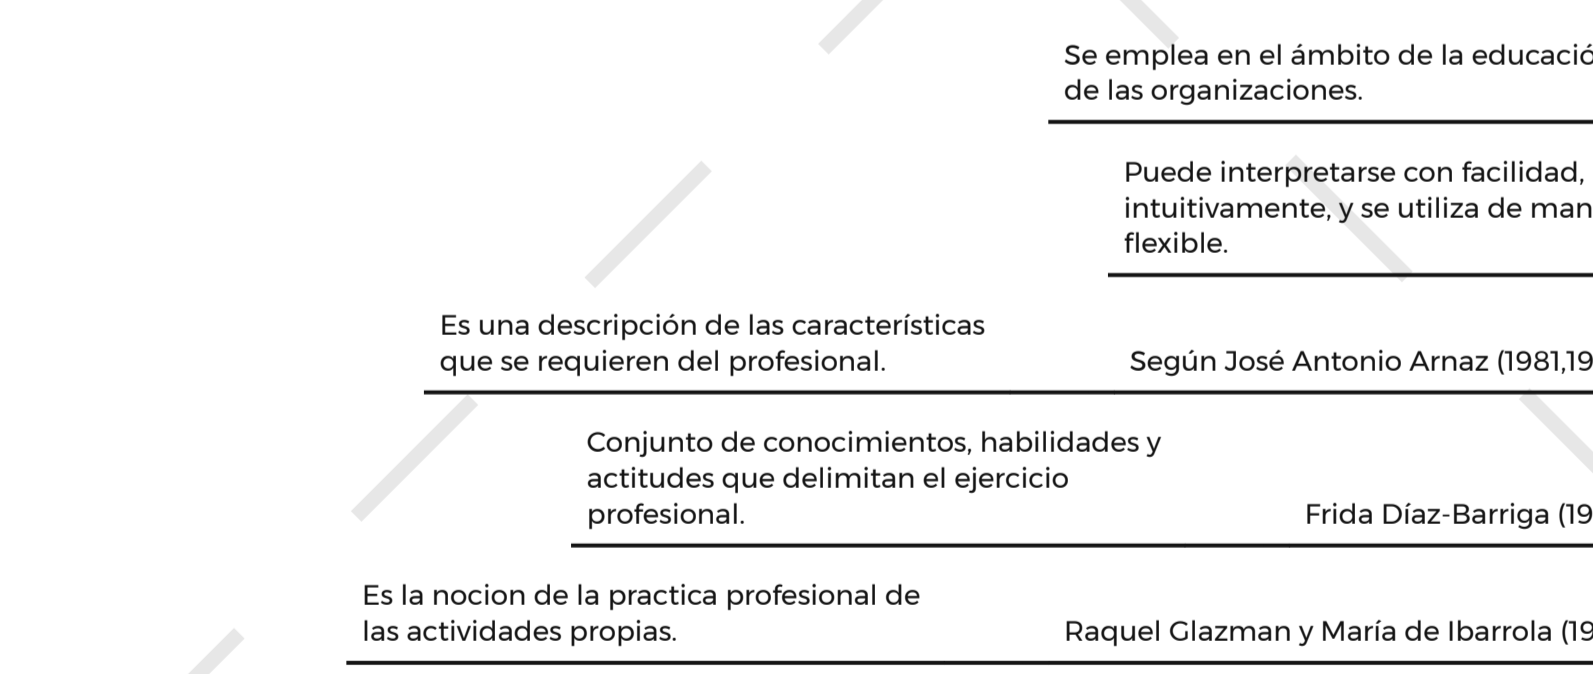 Se emplea en el ámbito de la
de las organizaciones.
Puede interpretarse con facilidad,
intuitivamente, y se utiliza de
flexible.
Es una descripción de las características
que se requieren del profesional.
Según José Antonio Arnaz (1981,19
Conjunto de conocimientos, habilidades y
actitudes que delimitan el ejercicio
profesional.
Frida Díaz-Barriga (19
Es la nocion de la practica profesional de
las actividades propias.
Raquel Glazman y María de Ibarrola (19